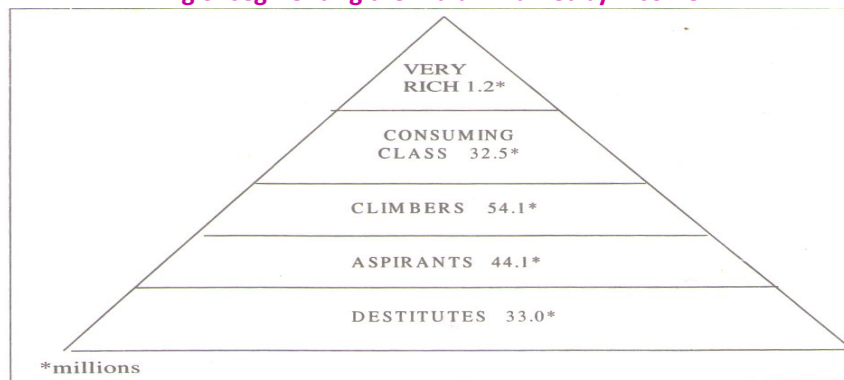 VERY
RICH 1.2*
CONSUMING
CLASS 32.5*
CLIMBERS 54.1*
ASPIRANTS 44.1*
DESTITUTES 33.0*
*millions